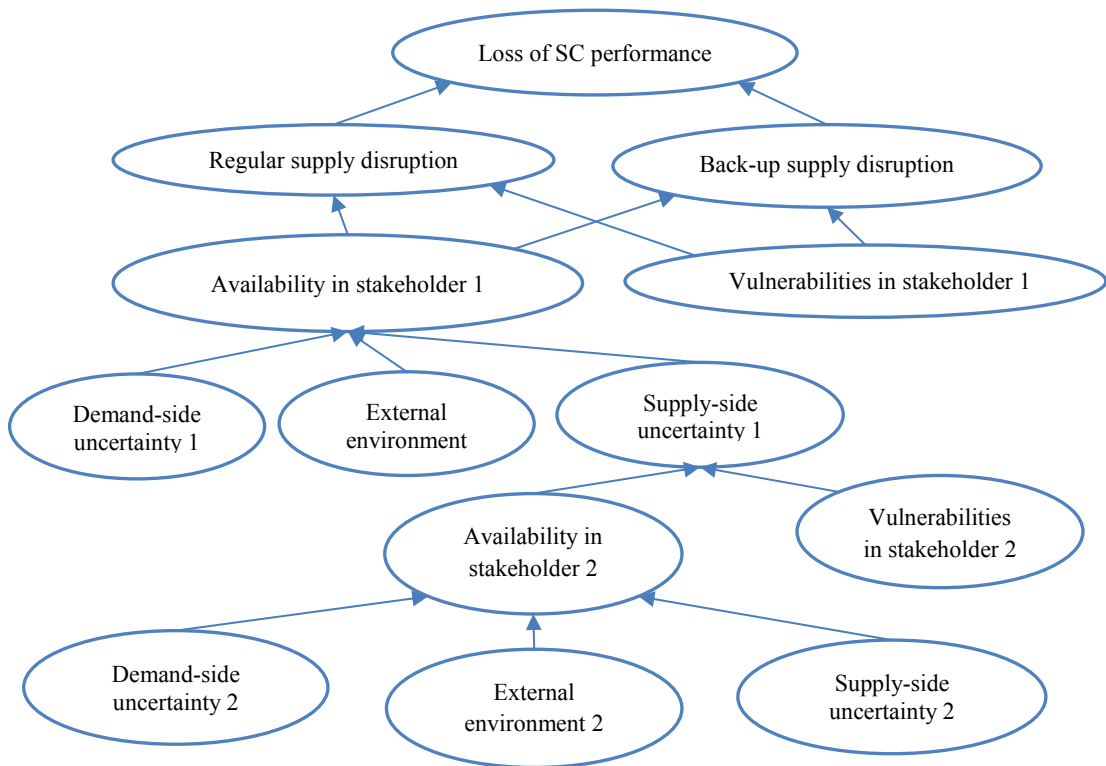 Loss of SC performance
Regular supply disruption
Back-up supply disruption
Availability in stakeholder 1
Vulnerabilities in stakeholder 1
Demand-side
uncertainty 1
External
environment
Supply-side
uncertainty 1
Availability in
stakeholder 2
Vulnerabilities
in stakeholder 2
Demand-side
uncertainty 2
External
environment 2
Supply-side
uncertainty 2